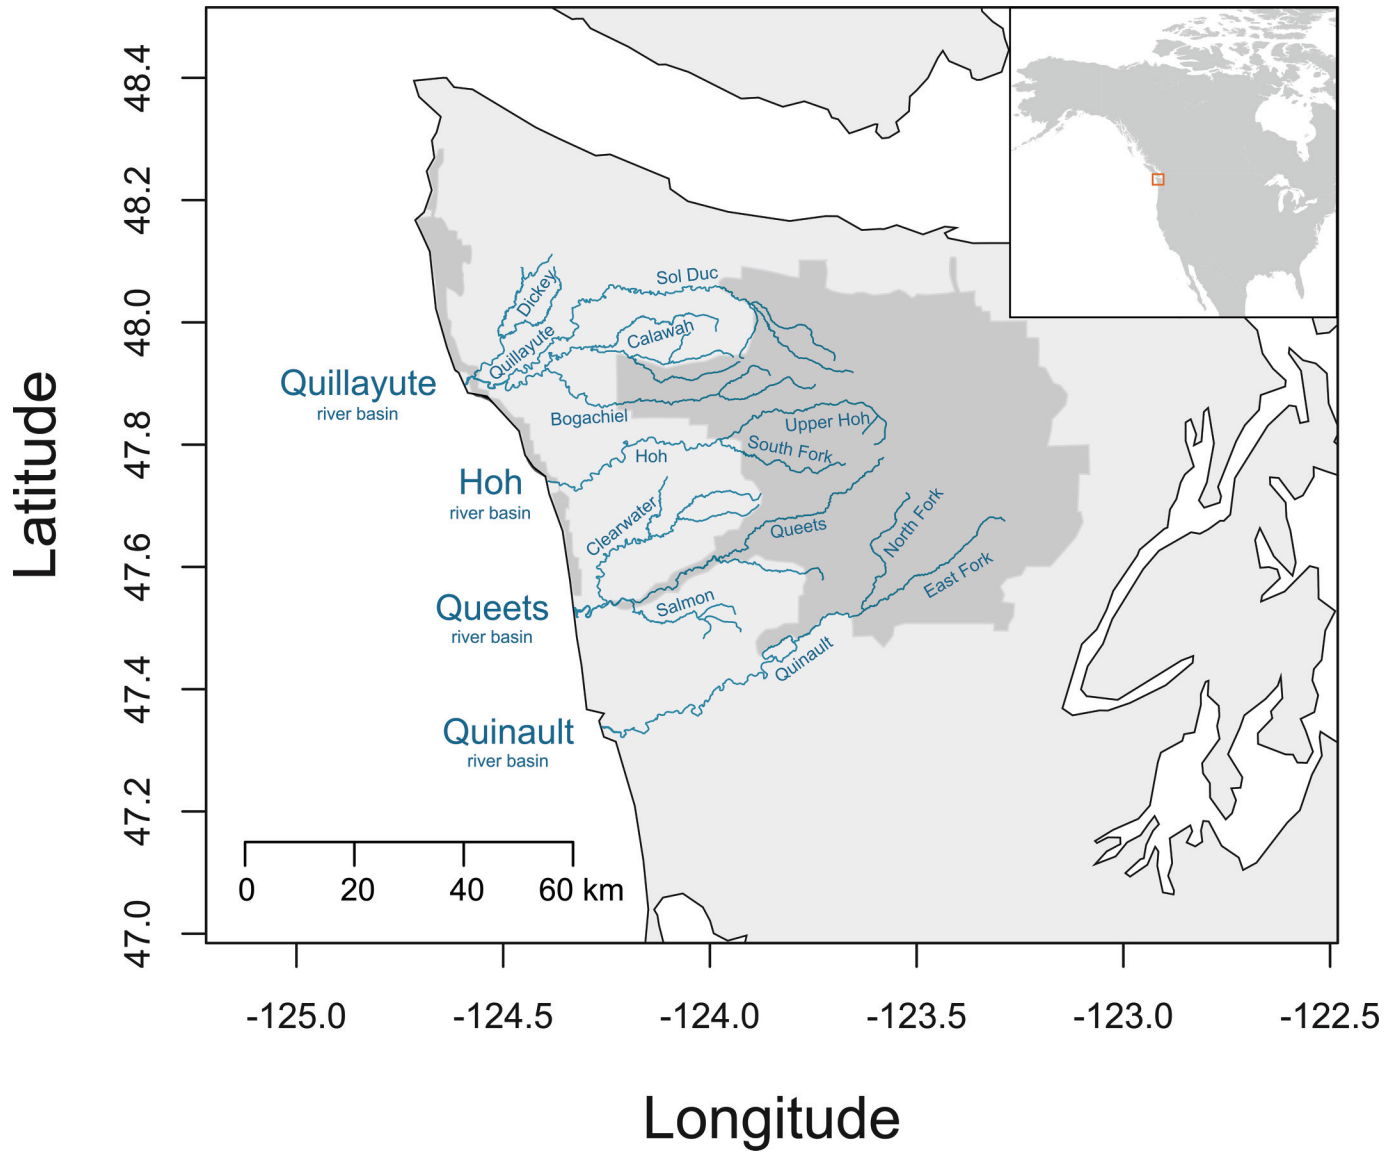 48.4
48.2
48.0
47.8
47.6
47.4
47.2
47.0
Latitude
Sol Duc
Dickey
Quillayute
Calawah
Quillayute
river basin
Bogachiel
Upper Hoh
South Fork
Hoh
Hoh
river basin
Clearwater
Queets
North Fork
East Fork
Queets
river basin
Salmon
Quinault
Quinault
river basin
0 20 40 60 km
-125.0 -124.5 -124.0 -123.5 -123.0 -122.5
Longitude